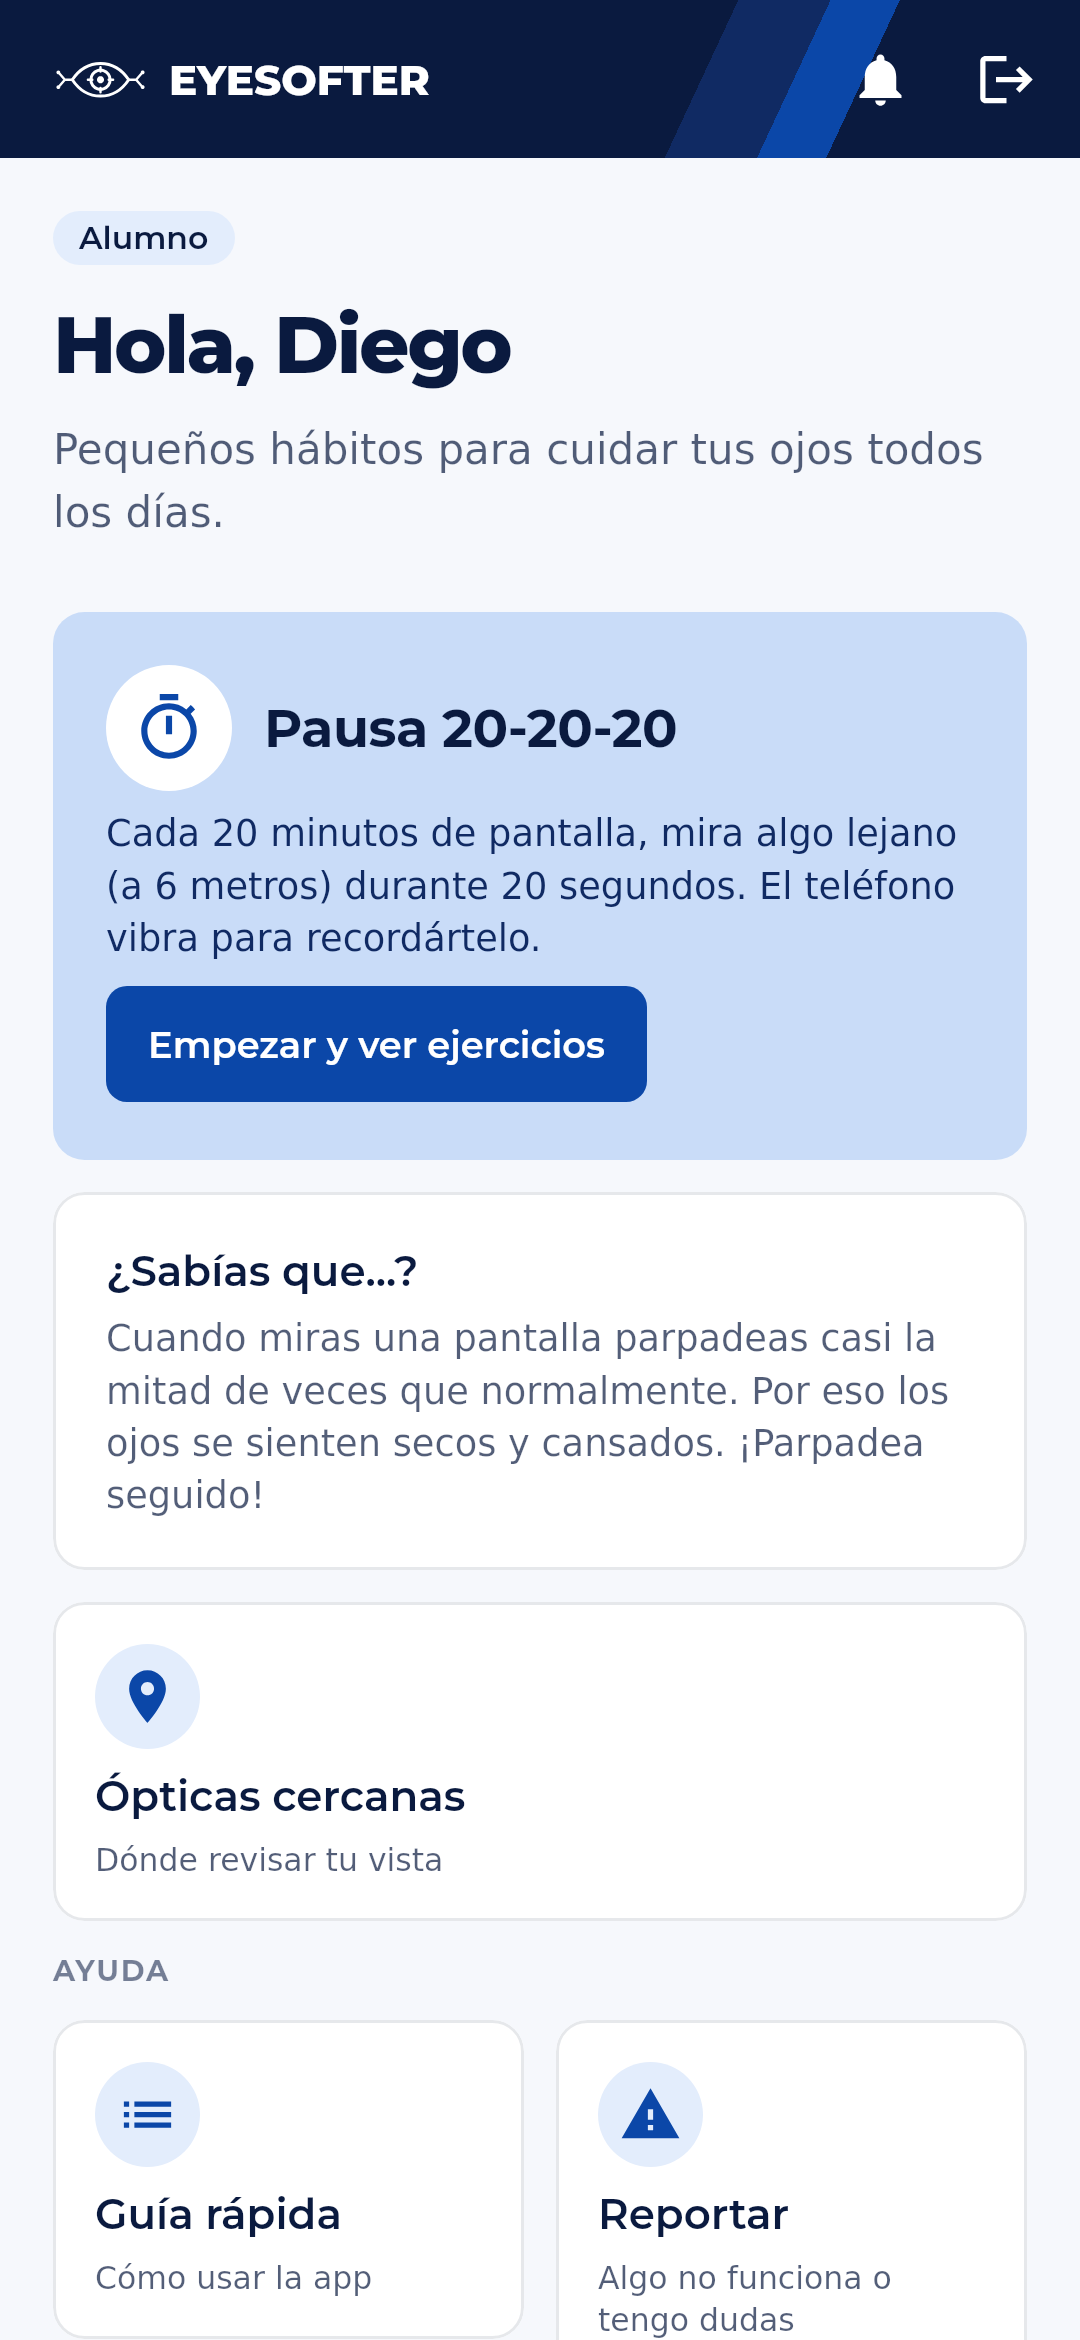 EYESOFTER
Alumno
Hola, Diego
Pequeños hábitos para cuidar tus ojos todos
los días.
Pausa 20-20-20
Cada 20 minutos de pantalla, mira algo lejano
(a 6 metros) durante 20 segundos. El teléfono
vibra para recordártelo.
Empezar y ver ejercicios
¿Sabías que...?
Cuando miras una pantalla parpadeas casi la
mitad de veces que normalmente. Por eso los
ojos se sienten secos y cansados. ¡Parpadea
seguido!
Ópticas cercanas
Dónde revisar tu vista
AYUDA
Guía rápida
Cómo usar la app
Reportar
Algo no funciona o
tengo dudas